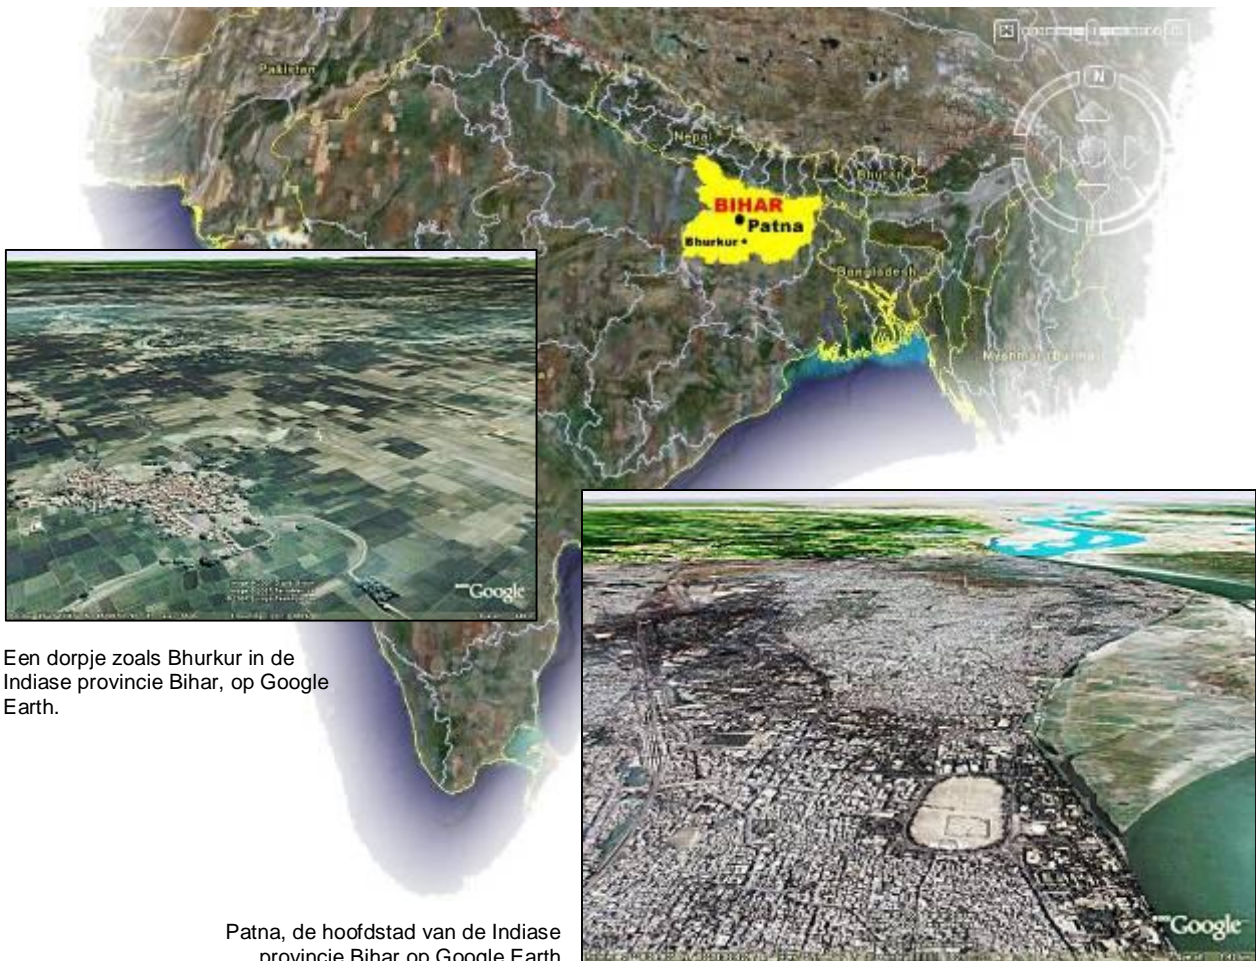 Pakistan
Nepal
Bhutan
N
BIHAR
Patna
Bhurkur
Bangladesh
Myanmar (Burma)
Google
Een dorpje zoals Bhurkur in de
Indiase provincie Bihar, op Google
Earth.
Google
Patna, de hoofdstad van de Indiase
provincie Bihar op Google Earth